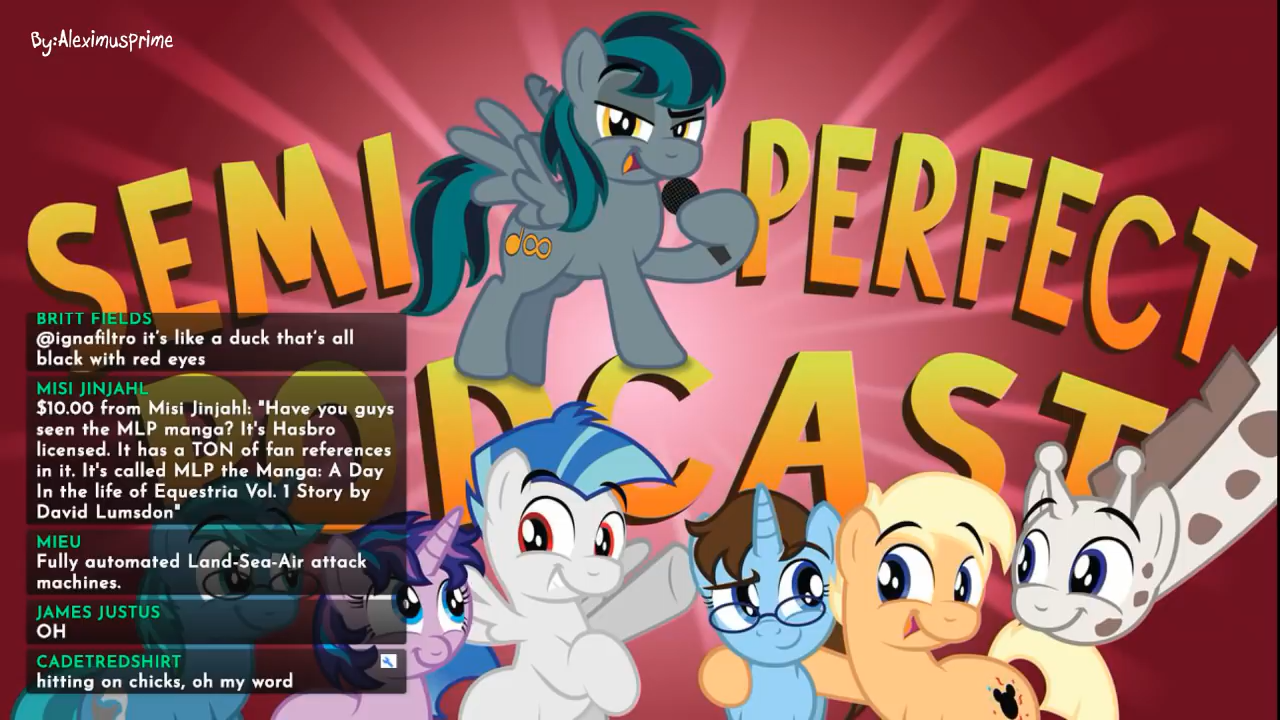 By:Aleximusprime
SEMI PERFECT
PODCAST
BRITT FIELDS
@ignafiltro it's like a duck that's all
black with red eyes
MISI JINJAHL
$10.00 from Misi Jinjahl: "Have you guys
seen the MLP manga? It's Hasbro
licensed. It has a TON of fan references
in it. It's called MLP the Manga: A Day
In the life of Equestria Vol. 1 Story by
David Lumsdon"
MIEU
Fully automated Land-Sea-Air attack
machines.
JAMES JUSTUS
OH
CADETREDSHIRT
hitting on chicks, oh my word